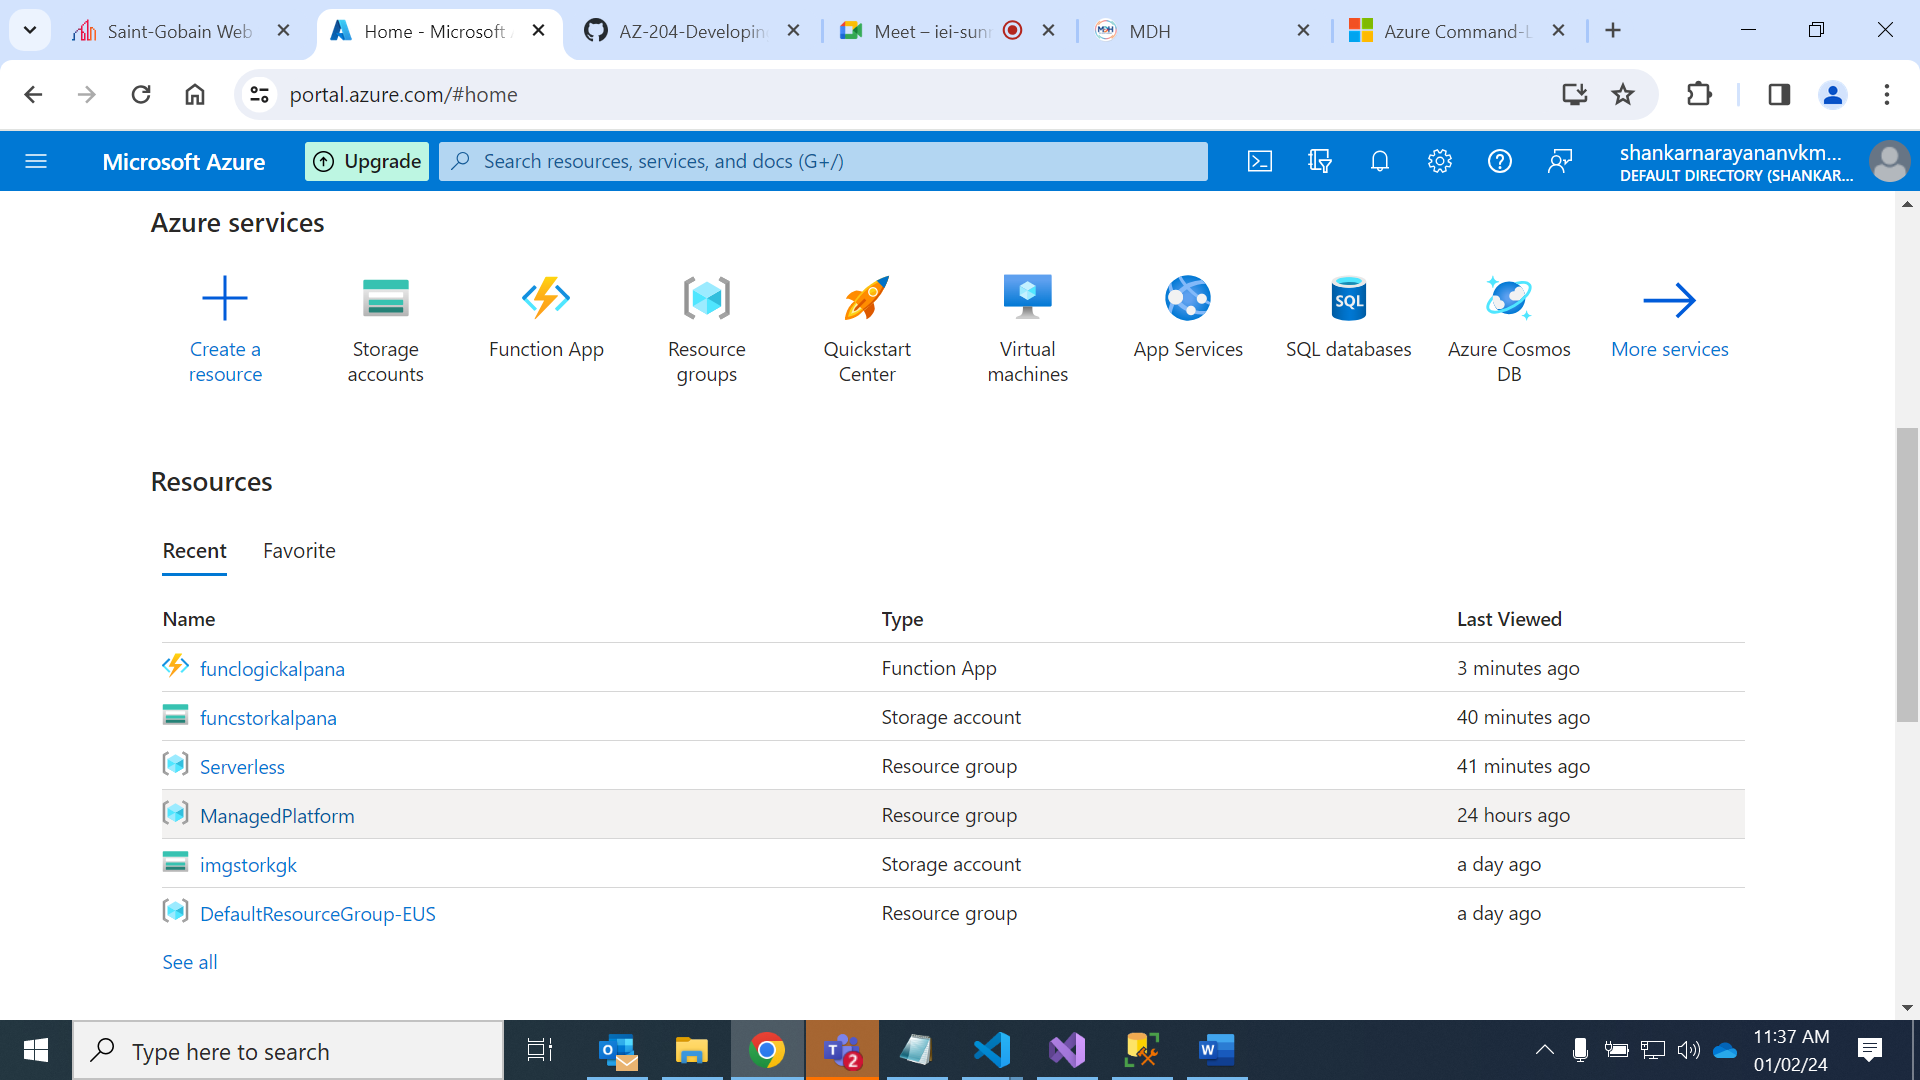 Saint-Gobain Web
Home - Microsoft
AZ-204-Developin
Meet – iei-sunr
MDH
Azure Command-L
portal.azure.com/#home
Microsoft Azure
Upgrade
Search resources, services, and docs (G+/)
shankarnarayananvkm...
DEFAULT DIRECTORY (SHANKAR...
Azure services
Create a
resource
Storage
accounts
Function App
Resource
groups
Quickstart
Center
Virtual
machines
App Services
SQL
SQL databases
Azure Cosmos
DB
More services
Resources
Recent
Favorite
Name Type Last Viewed
funclogickalpana Function App 3 minutes ago
funcstorkalpana Storage account 40 minutes ago
Serverless Resource group 41 minutes ago
ManagedPlatform Resource group 24 hours ago
imgstorkgk Storage account a day ago
DefaultResourceGroup-EUS Resource group a day ago
See all
Type here to search
2
11:37 AM
01/02/24